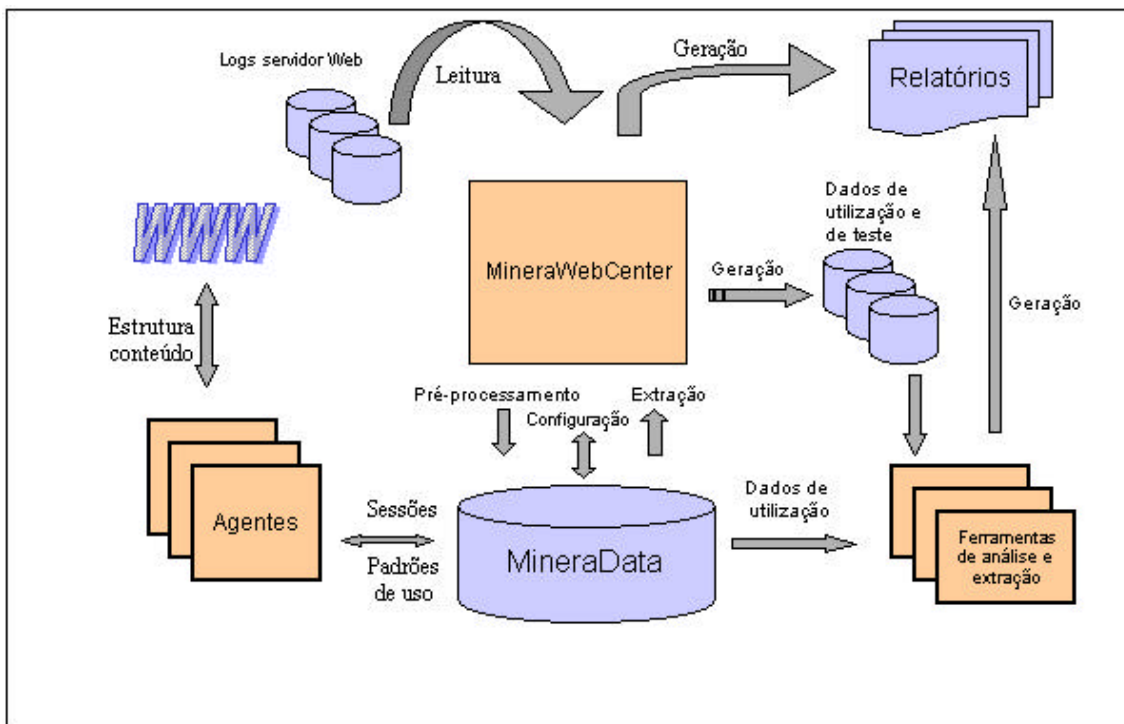 Logs servidor Web
Leitura
Geração
Relatórios
WWW
MineraWebCenter
Dados de
utilização e
de teste
Geração
Geração
Estrutura
conteúdo
Pré-processamento
Configuração
Extração
Agentes
Sessões
Padrões
de uso
MineraData
Dados de
utilização
Ferramentas
de análise e
extração